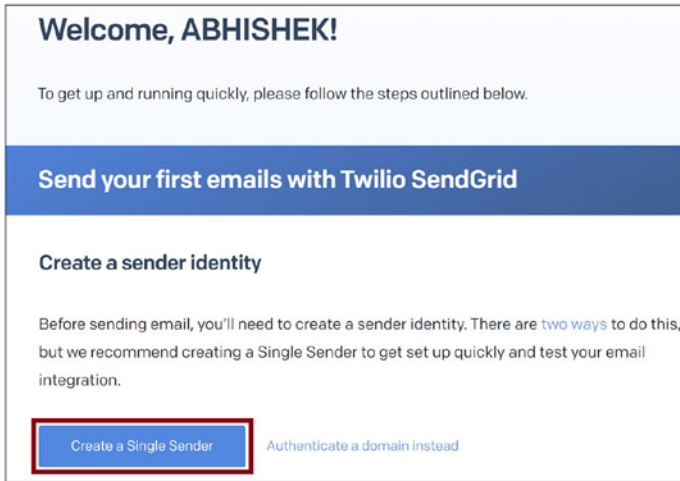 Welcome, ABHISHEK!
To get up and running quickly, please follow the steps outlined below.
Send your first emails with Twilio SendGrid
Create a sender identity
Before sending email, you'll need to create a sender identity. There are two ways to do this,
but we recommend creating a Single Sender to get set up quickly and test your email
integration.
Create a Single Sender Authenticate a domain instead